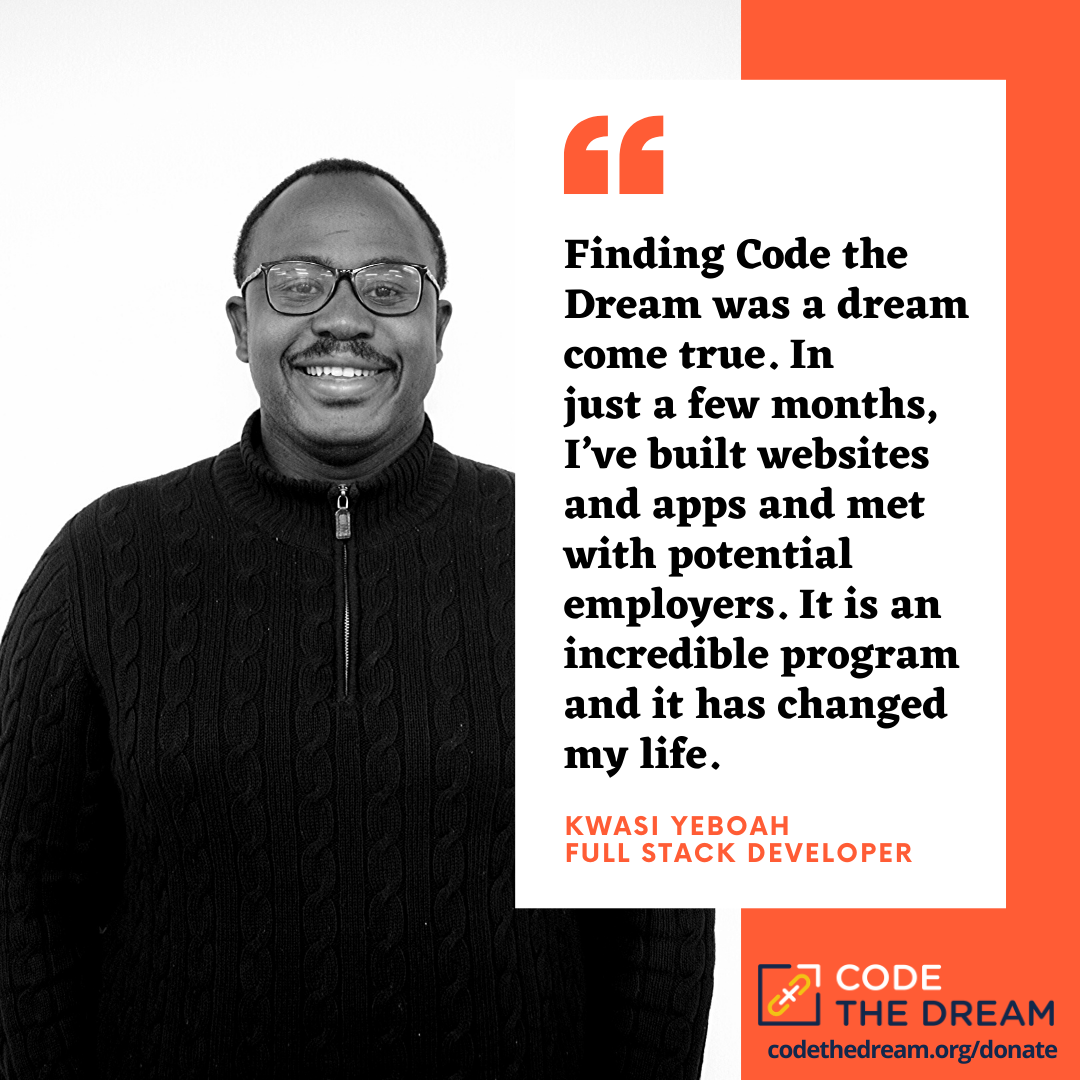 Finding Code the
Dream was a dream
come true. In
just a few months,
I’ve built websites
and apps and met
with potential
employers. It is an
incredible program
and it has changed
my life.
KWASI YEBOAH
FULL STACK DEVELOPER
CODE
THE DREAM
codethedream.org/donate